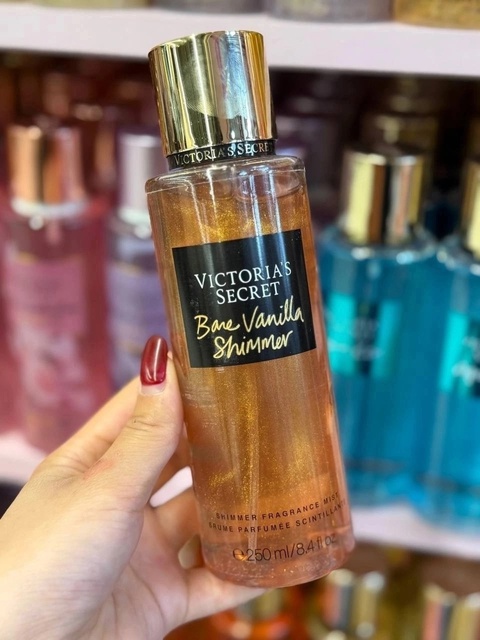 VICTORIA'S SECRET
VICTORIA'S
SECRET
Bare Vanilla
Shimmer
SHIMMER FRAGRANCE MIST
BRUME PARFUMÉE SCINTILLANTE
℮250 ml/8.4 fl oz